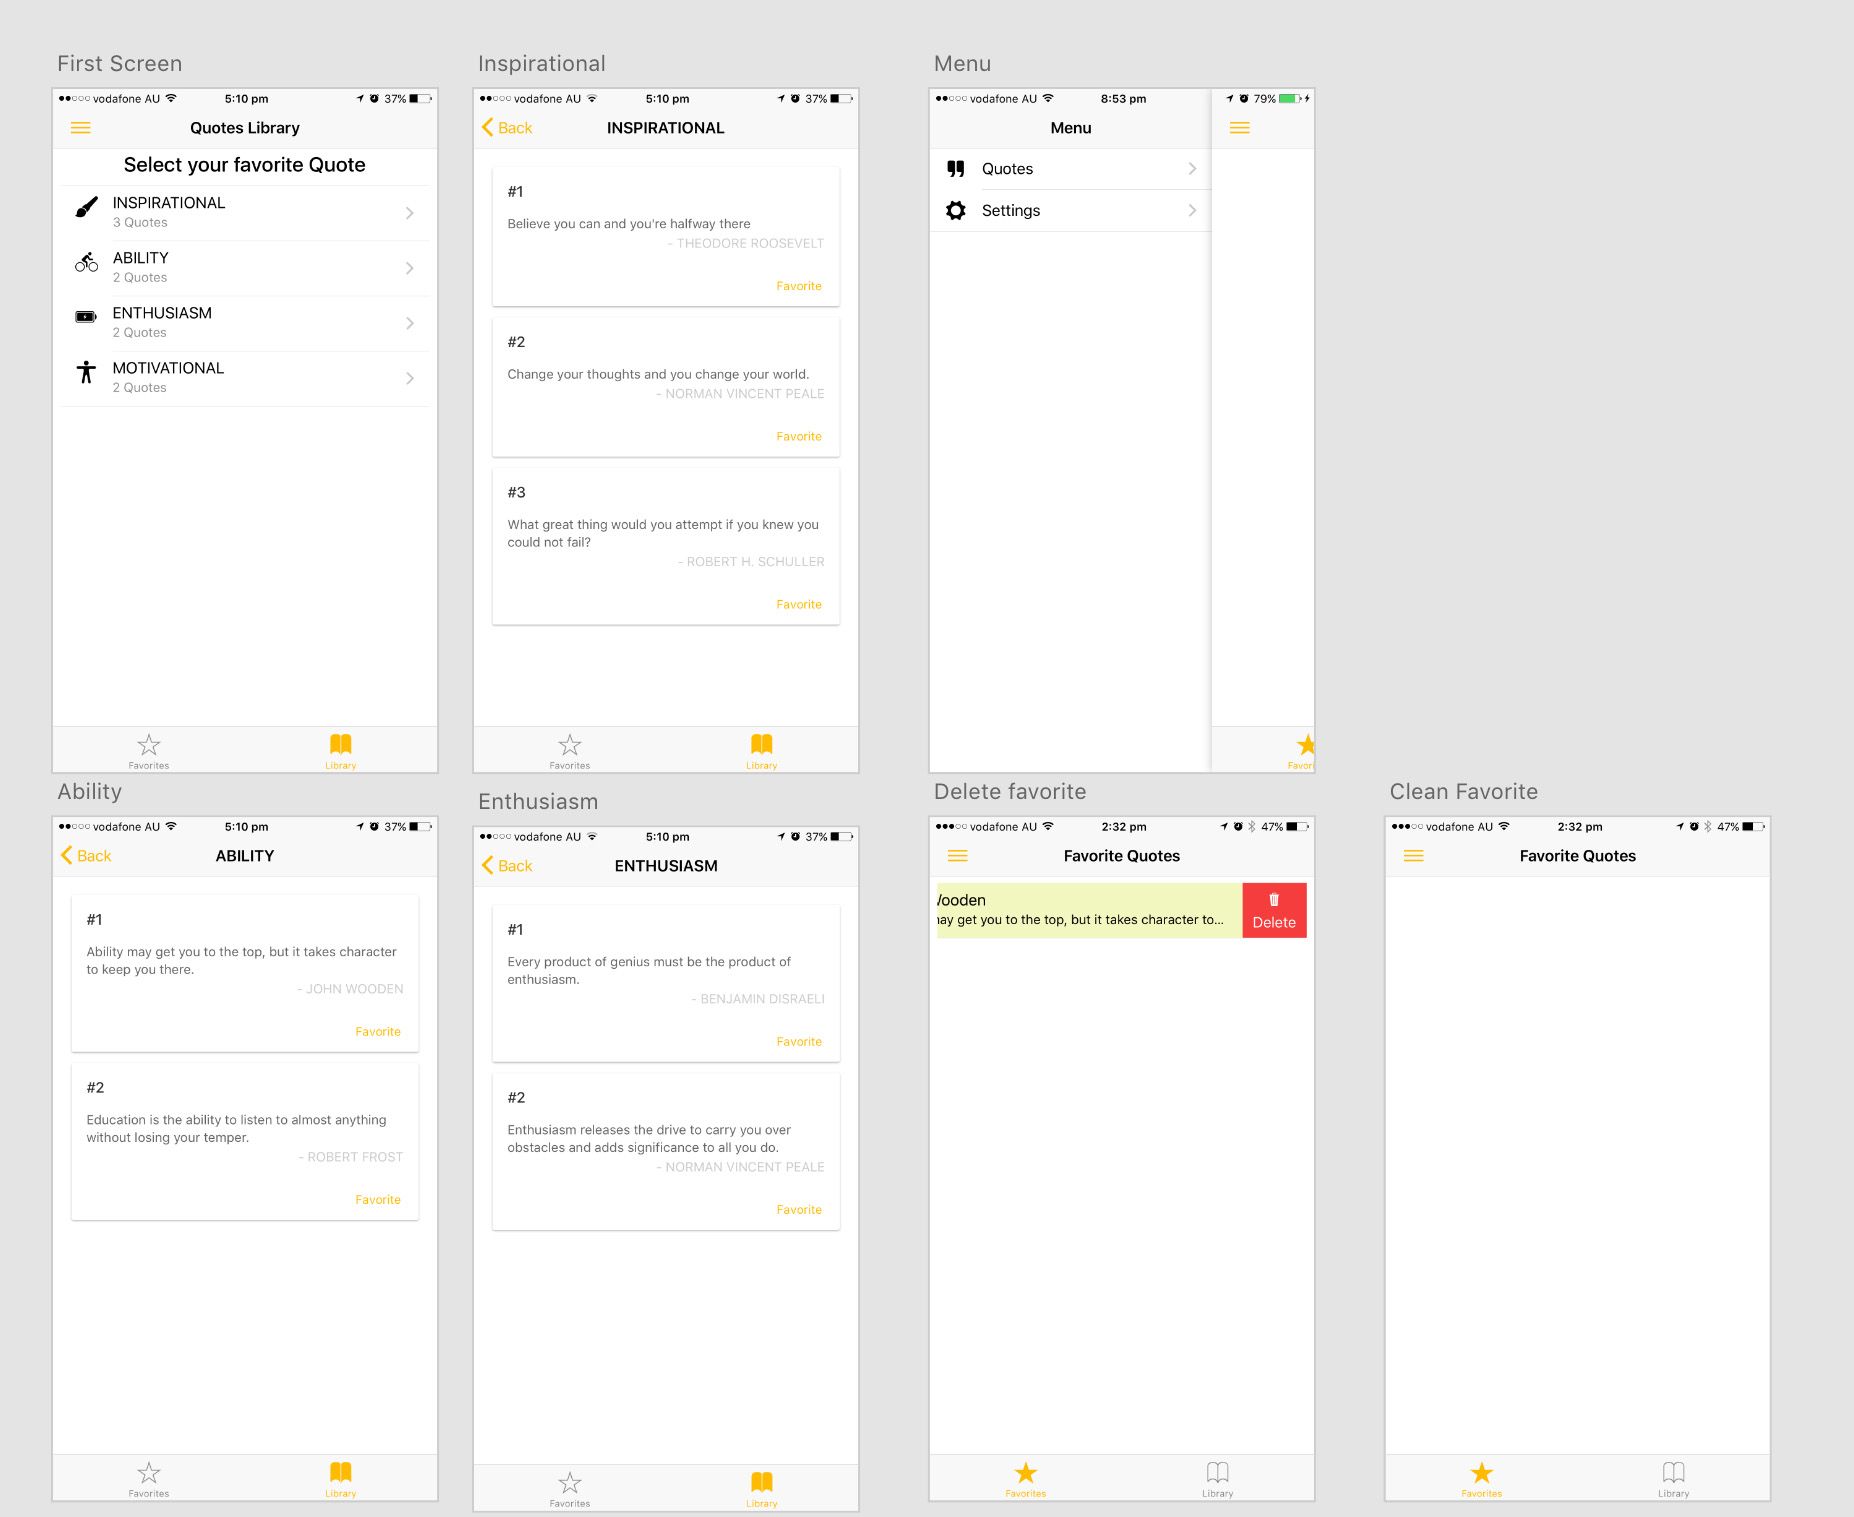 First Screen
vodafone AU 5:10 pm 37%
Quotes Library
Select your favorite Quote
INSPIRATIONAL
3 Quotes
ABILITY
2 Quotes
ENTHUSIASM
2 Quotes
MOTIVATIONAL
2 Quotes
Favorites Library
Inspirational
vodafone AU 5:10 pm 37%
Back INSPIRATIONAL
#1
Believe you can and you're halfway there
- THEODORE ROOSEVELT
Favorite
#2
Change your thoughts and you change your world.
- NORMAN VINCENT PEALE
Favorite
#3
What great thing would you attempt if you knew you
could not fail?
- ROBERT H. SCHULLER
Favorite
Favorites Library
Menu
vodafone AU 8:53 pm 79%
Menu
Quotes
Settings
Favori
Ability
vodafone AU 5:10 pm 37%
Back ABILITY
#1
Ability may get you to the top, but it takes character
to keep you there.
- JOHN WOODEN
Favorite
#2
Education is the ability to listen to almost anything
without losing your temper.
- ROBERT FROST
Favorite
Favorites Library
Enthusiasm
vodafone AU 5:10 pm 37%
Back ENTHUSIASM
#1
Every product of genius must be the product of
enthusiasm.
- BENJAMIN DISRAELI
Favorite
#2
Enthusiasm releases the drive to carry you over
obstacles and adds significance to all you do.
- NORMAN VINCENT PEALE
Favorite
Favorites Library
Delete favorite
vodafone AU 2:32 pm 47%
Favorite Quotes
Wooden
may get you to the top, but it takes character to...
Delete
Favorites Library
Clean Favorite
vodafone AU 2:32 pm 47%
Favorite Quotes
Favorites Library